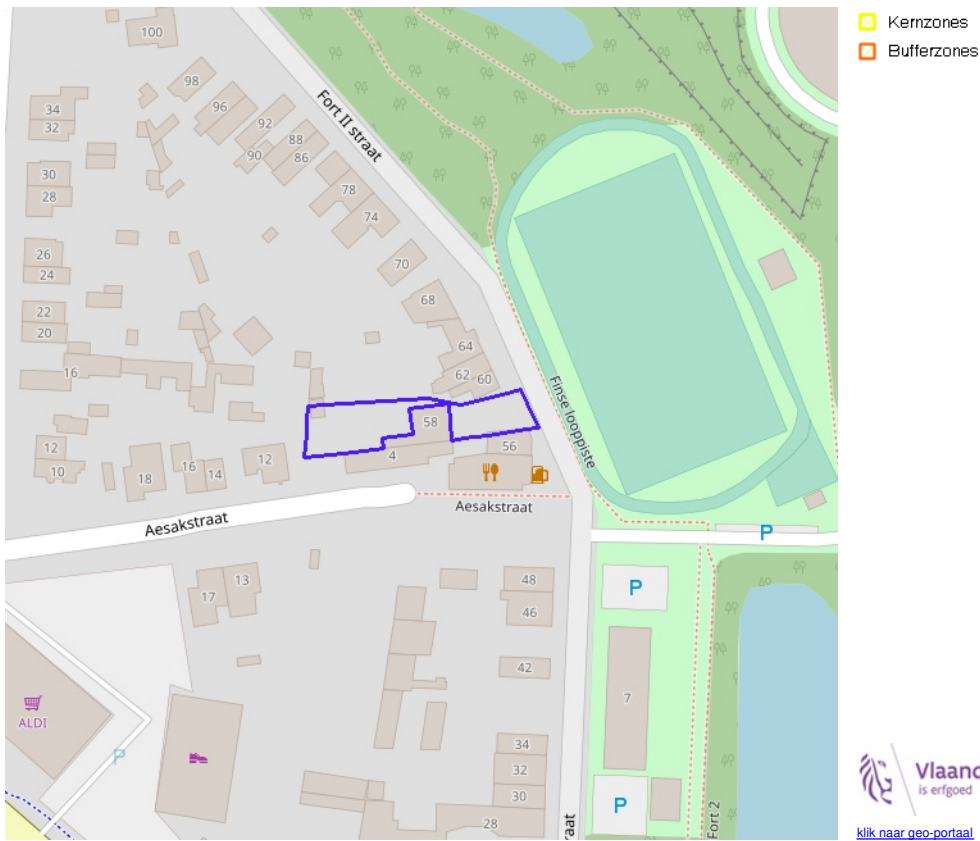 Kernzones
Bufferzones
100
98
96
92
90
88
86
78
74
70
68
64
62
60
58
56
34
32
30
28
26
24
22
20
16
12
10
18
16
14
12
4
Fort II straat
Finse looppiste
Aesakstraat
Aesakstraat
P
P
17
13
48
46
42
7
ALDI
P
34
32
30
28
P
raat
Fort 2
Vlaand
is erfgoed
klik naar geo-portaal